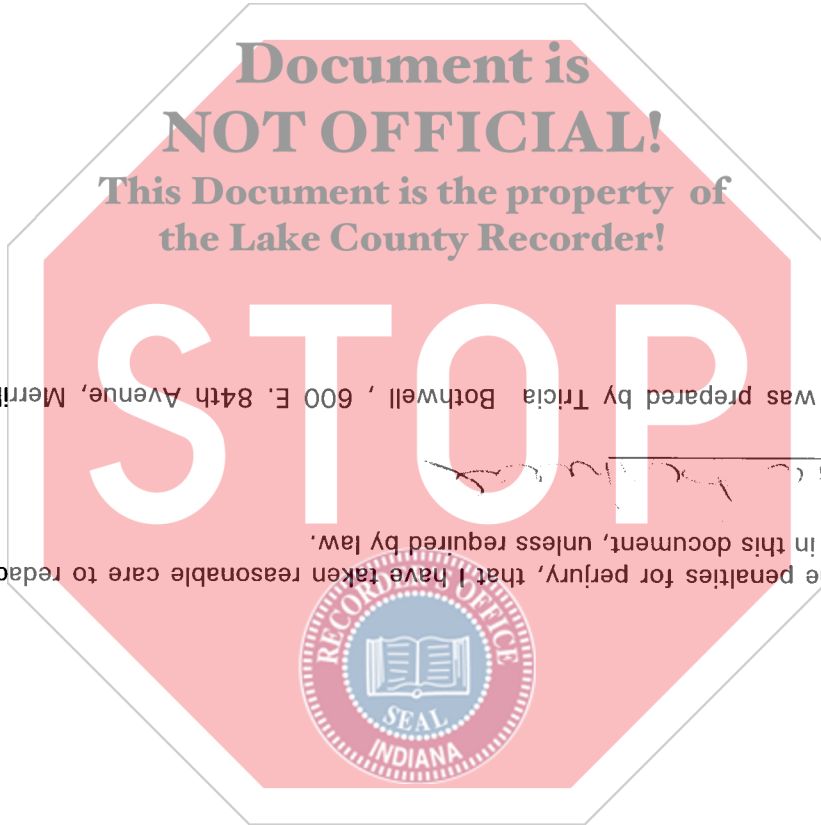 Document is
NOT OFFICIAL!
This Document is the property of
the Lake County Recorder!
STOP
e penalties for perjury, that I have taken reasonable care to redac
in this document, unless required by law.
was prepared by Tricia Bothwell , 600 E. 84th Avenue, Merril
RECORDER'S OFFICE
SEAL
INDIANA